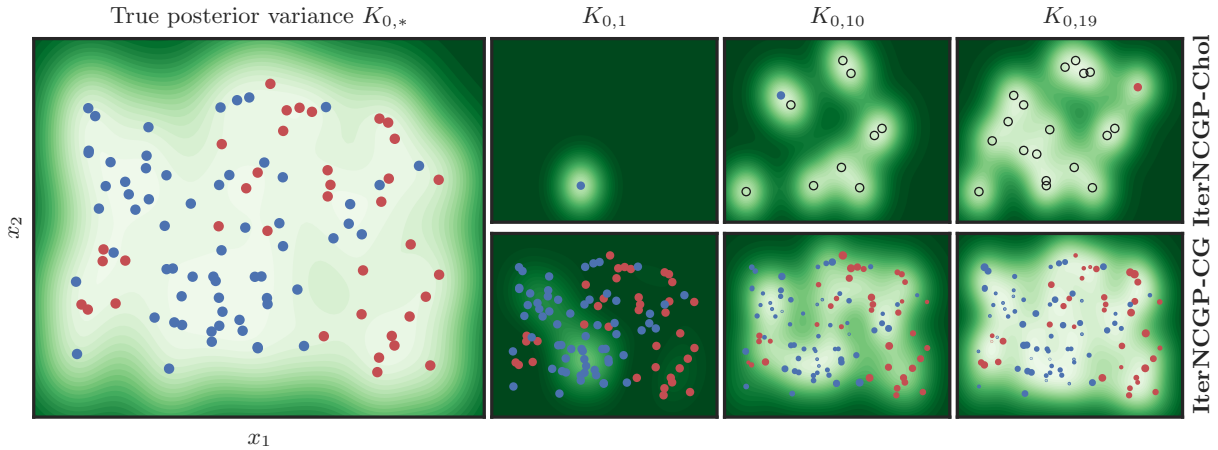 True posterior variance $K_{0,*}$
$K_{0,1}$
$K_{0,10}$
$K_{0,19}$
$x_2$
$x_1$
IterNCGP-Chol
IterNCGP-CG